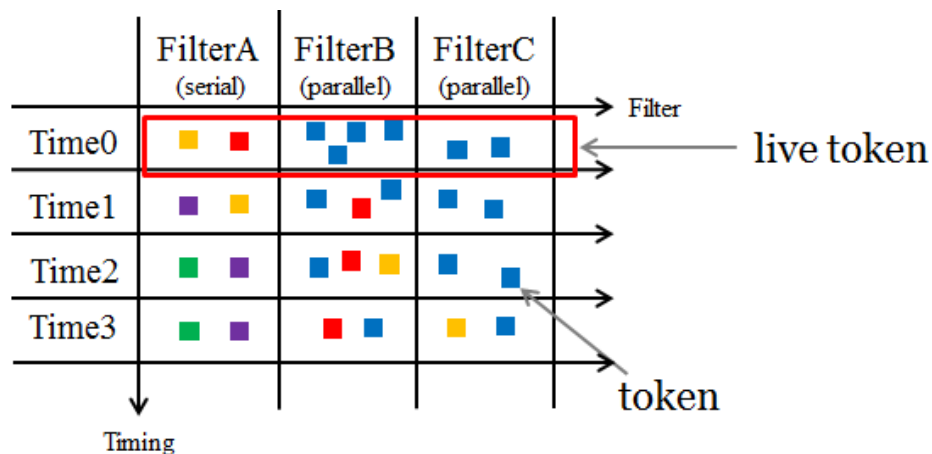 FilterA FilterB FilterC
(serial) (parallel) (parallel)
Filter
Time0
live token
Time1
Time2
Time3
token
Timing